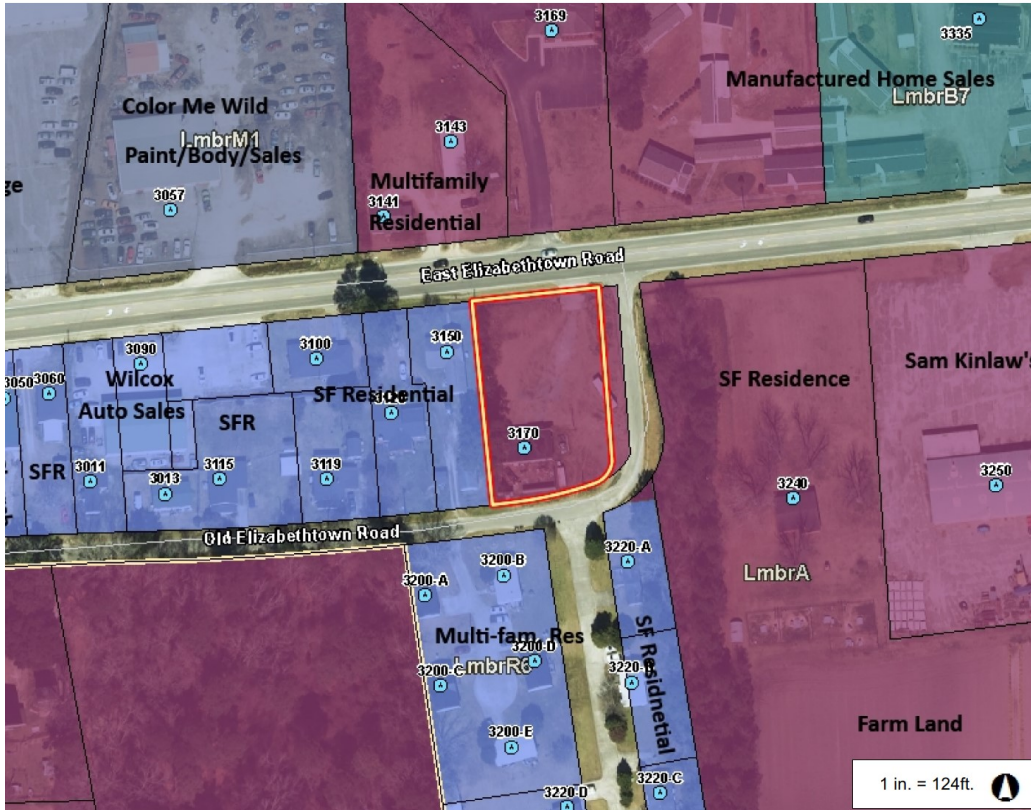 3169
3335
Manufactured Home Sales
LmbrB7
Color Me Wild
LmbrM1
Paint/Body/Sales
3143
Multifamily
ge
3057
3141
Residential
East Elizabethtown Road
3090
3100
3150
Wilcox
3050 3060
SF Residential
SF Residence
Sam Kinlaw's
Auto Sales
SFR
3170
SFR
3011
3013
3115
3119
3240
3250
Old Elizabethtown Road
3200-B
3220-A
3200-A
LmbrA
Multi-fam. Res
3200-D
LmbrR6
3200-C
SF Residnetial
3200-E
Farm Land
3220-D
3220-C
1 in. = 124ft.